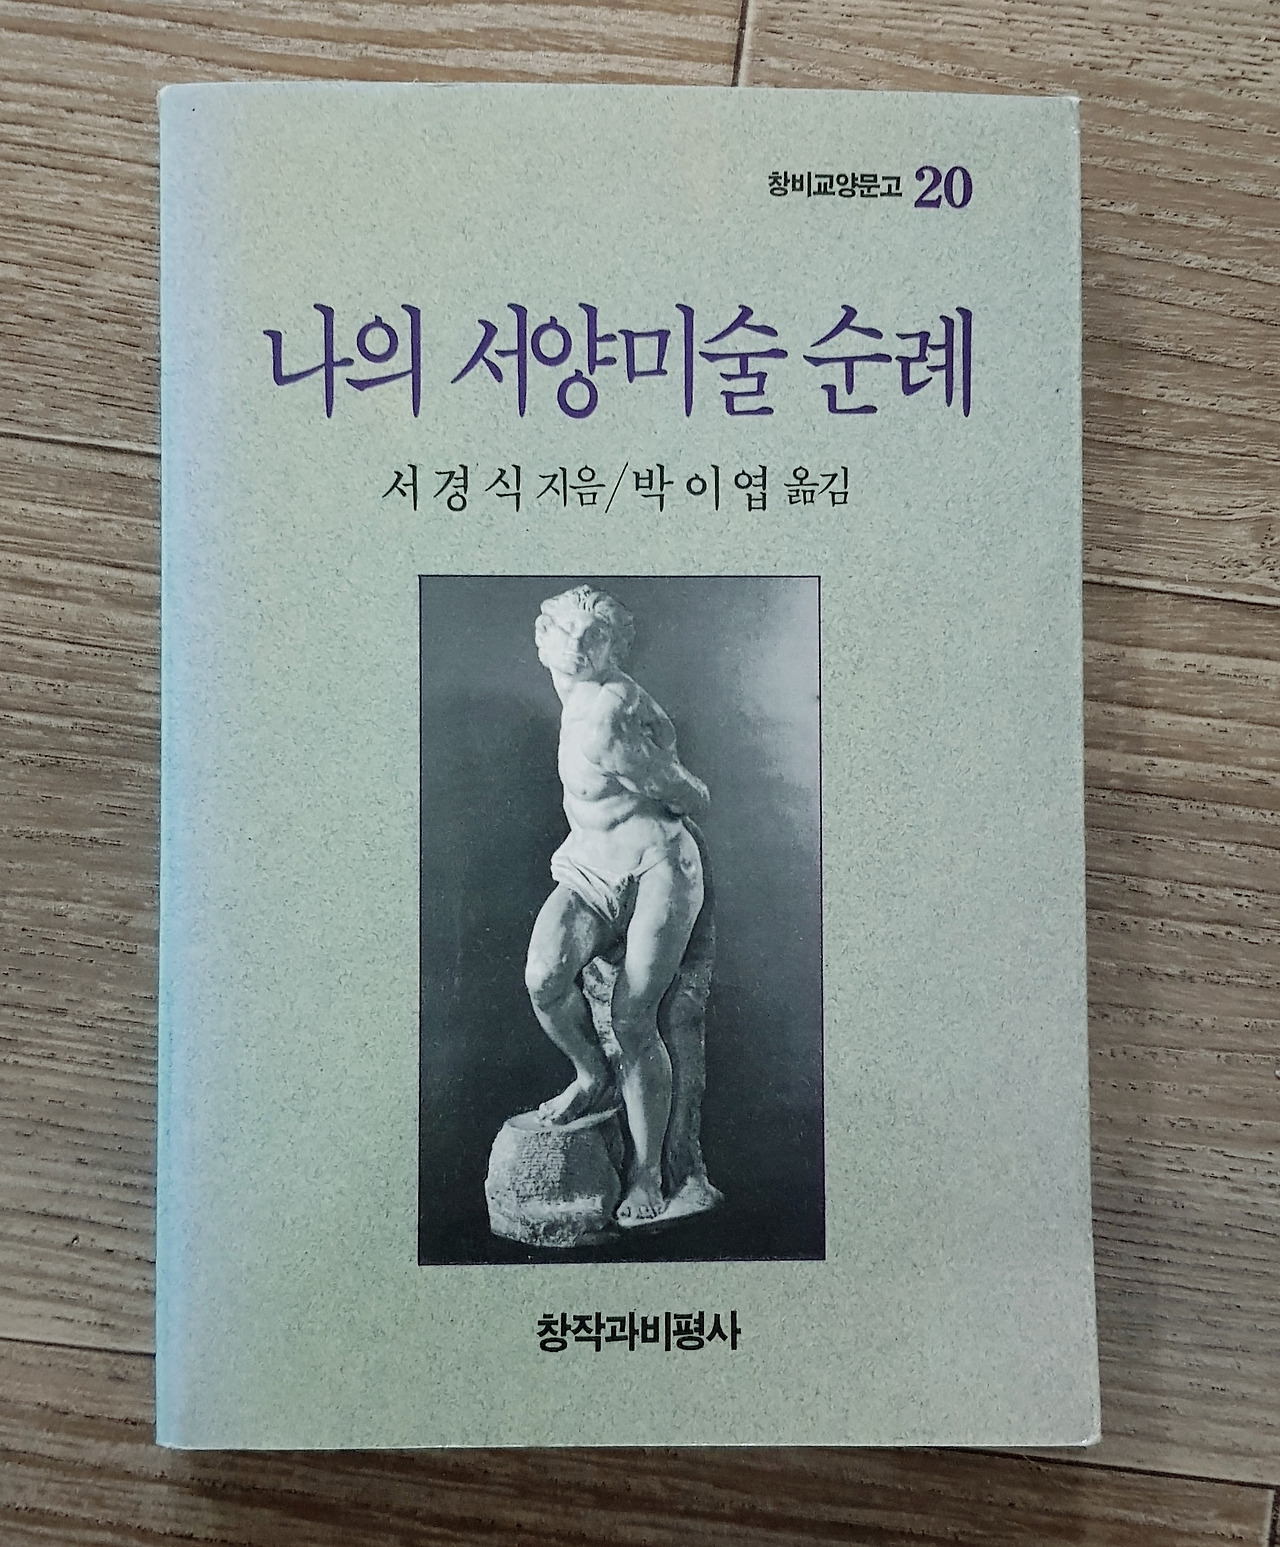 창비교양문고 20
나의 서양미술 순례
서경식 지음/박이엽 옮김
창작과비평사